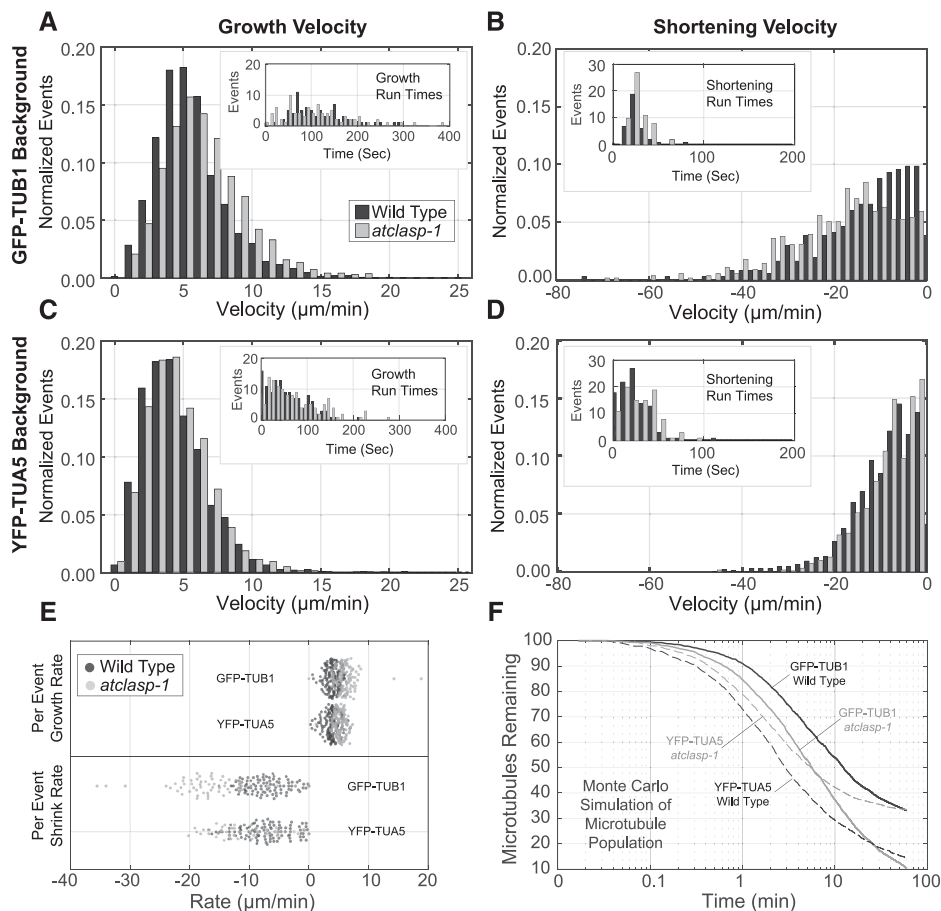 A
Growth Velocity
B
Shortening Velocity
GFP-TUB1 Background
Normalized Events
0.20
0.15
0.10
0.05
0.00
Events
20
10
0
Growth
Run Times
0 100 200 300 400
Time (Sec)
Wild Type
atclasp-1
0 5 10 15 20 25
Velocity (µm/min)
Normalized Events
0.20
0.15
0.10
0.05
0.00
Events
30
20
10
0
Shortening
Run Times
0 100 200
Time (Sec)
-80 -60 -40 -20 0
Velocity (µm/min)
C
D
YFP-TUA5 Background
Normalized Events
0.20
0.15
0.10
0.05
0.00
Events
20
10
0
Growth
Run Times
0 100 200 300 400
Time (Sec)
0 5 10 15 20 25
Velocity (µm/min)
Normalized Events
0.20
0.15
0.10
0.05
0.00
Events
30
20
10
0
Shortening
Run Times
0 100 200
Time (Sec)
-80 -60 -40 -20 0
Velocity (µm/min)
E
Wild Type
atclasp-1
Per Event
Growth Rate
GFP-TUB1
YFP-TUA5
Per Event
Shrink Rate
GFP-TUB1
YFP-TUA5
-40 -30 -20 -10 0 10 20
Rate (µm/min)
F
Microtubules Remaining
100
90
80
70
60
50
40
30
20
10
GFP-TUB1
Wild Type
GFP-TUB1
atclasp-1
YFP-TUA5
atclasp-1
YFP-TUA5
Wild Type
Monte Carlo
Simulation of
Microtubule
Population
0.1 1 10 100
Time (min)